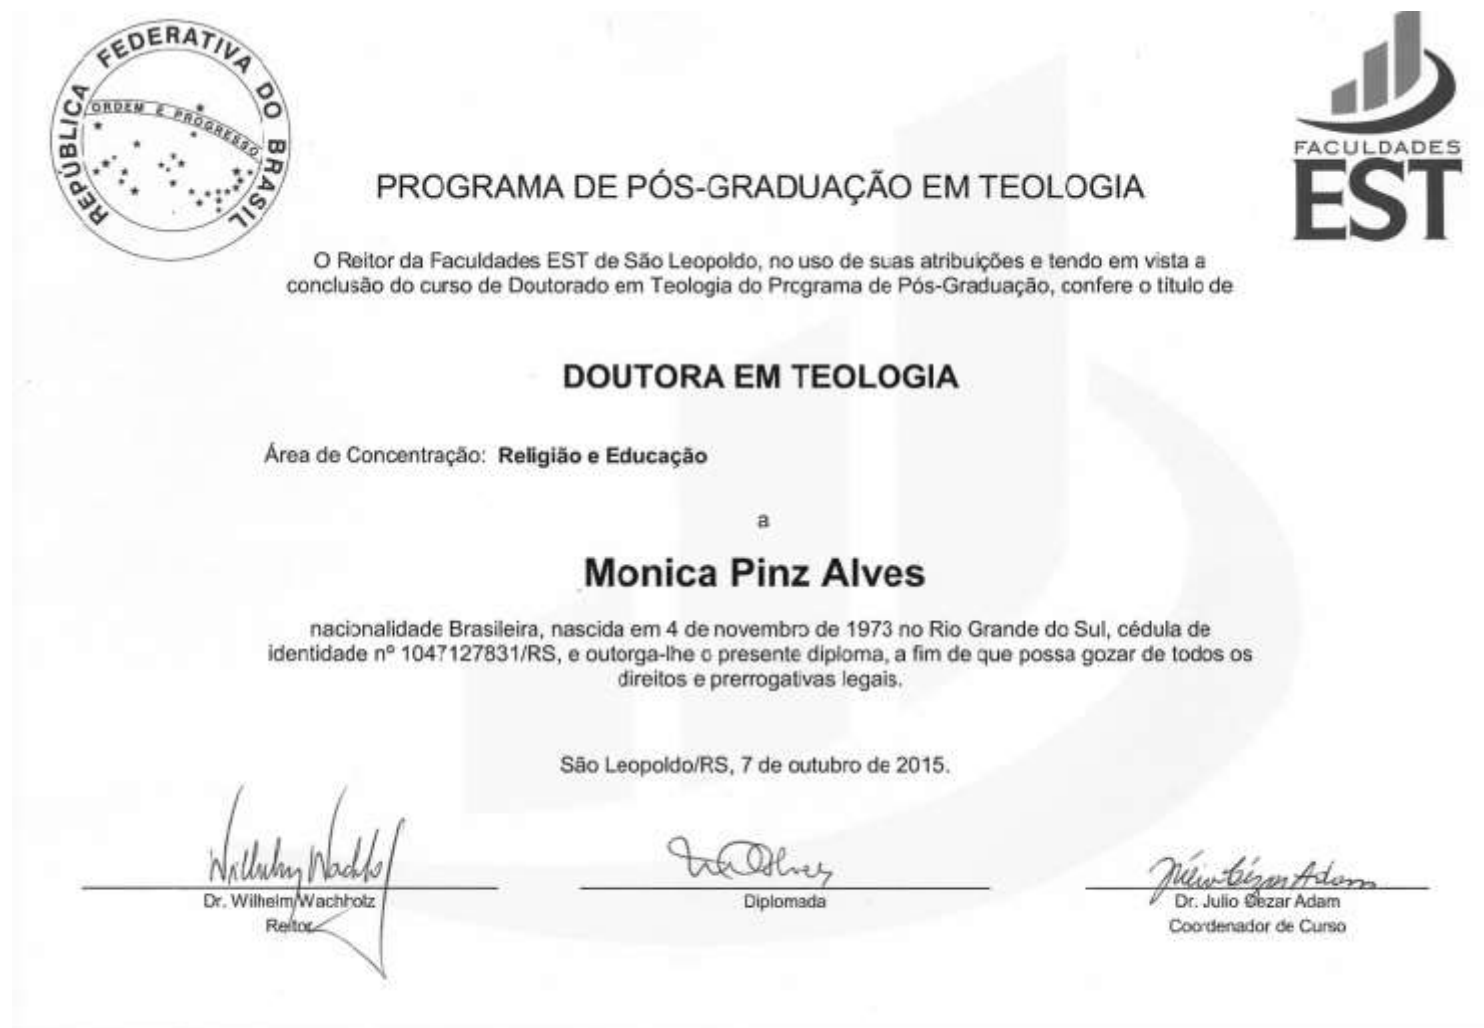 REPÚBLICA FEDERATIVA DO BRASIL
ORDEM E PROGRESSO
FACULDADES
EST
PROGRAMA DE PÓS-GRADUAÇÃO EM TEOLOGIA
O Reitor da Faculdades EST de São Leopoldo, no uso de suas atribuições e tendo em vista a
conclusão do curso de Doutorado em Teologia do Programa de Pós-Graduação, confere o título de
DOUTORA EM TEOLOGIA
Área de Concentração: Religião e Educação
a
Monica Pinz Alves
nacionalidade Brasileira, nascida em 4 de novembro de 1973 no Rio Grande do Sul, cédula de
identidade nº 1047127831/RS, e outorga-lhe o presente diploma, a fim de que possa gozar de todos os
direitos e prerrogativas legais.
São Leopoldo/RS, 7 de outubro de 2015.
Wilhelm Wachholz
Júlio Cézar Adam
Dr. Wilhelm Wachholz
Diplomada
Dr. Julio Cezar Adam
Reitor
Coordenador de Curso